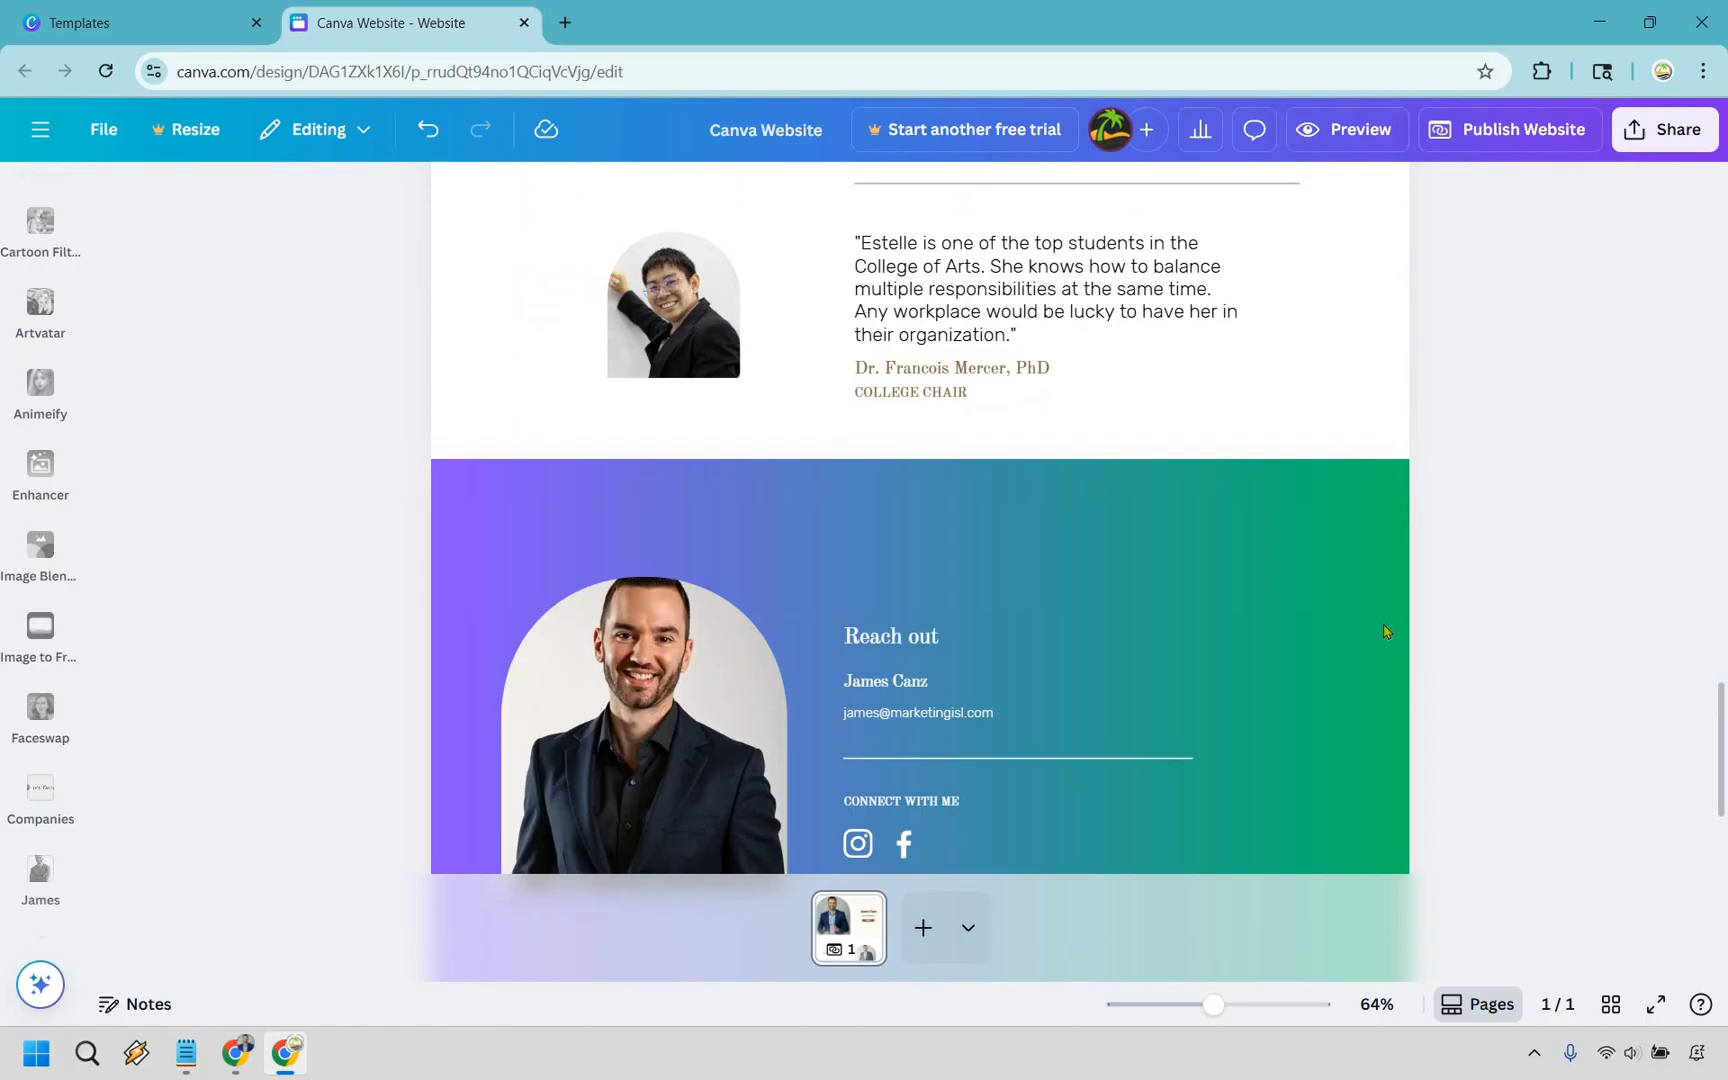 Templates
Canva Website - Website
canva.com/design/DAG1ZXk1X6I/p_rrudQt94no1QCiqVcVjg/edit
File
Resize
Editing
Canva Website
Start another free trial
Preview
Publish Website
Share
Cartoon Filt...
Artvatar
Animeify
Enhancer
Image Blen...
Image to Fr...
Faceswap
Companies
James
"Estelle is one of the top students in the
College of Arts. She knows how to balance
multiple responsibilities at the same time.
Any workplace would be lucky to have her in
their organization."
Dr. Francois Mercer, PhD
COLLEGE CHAIR
Reach out
James Canz
james@marketingisl.com
CONNECT WITH ME
1
Notes
64%
Pages
1 / 1